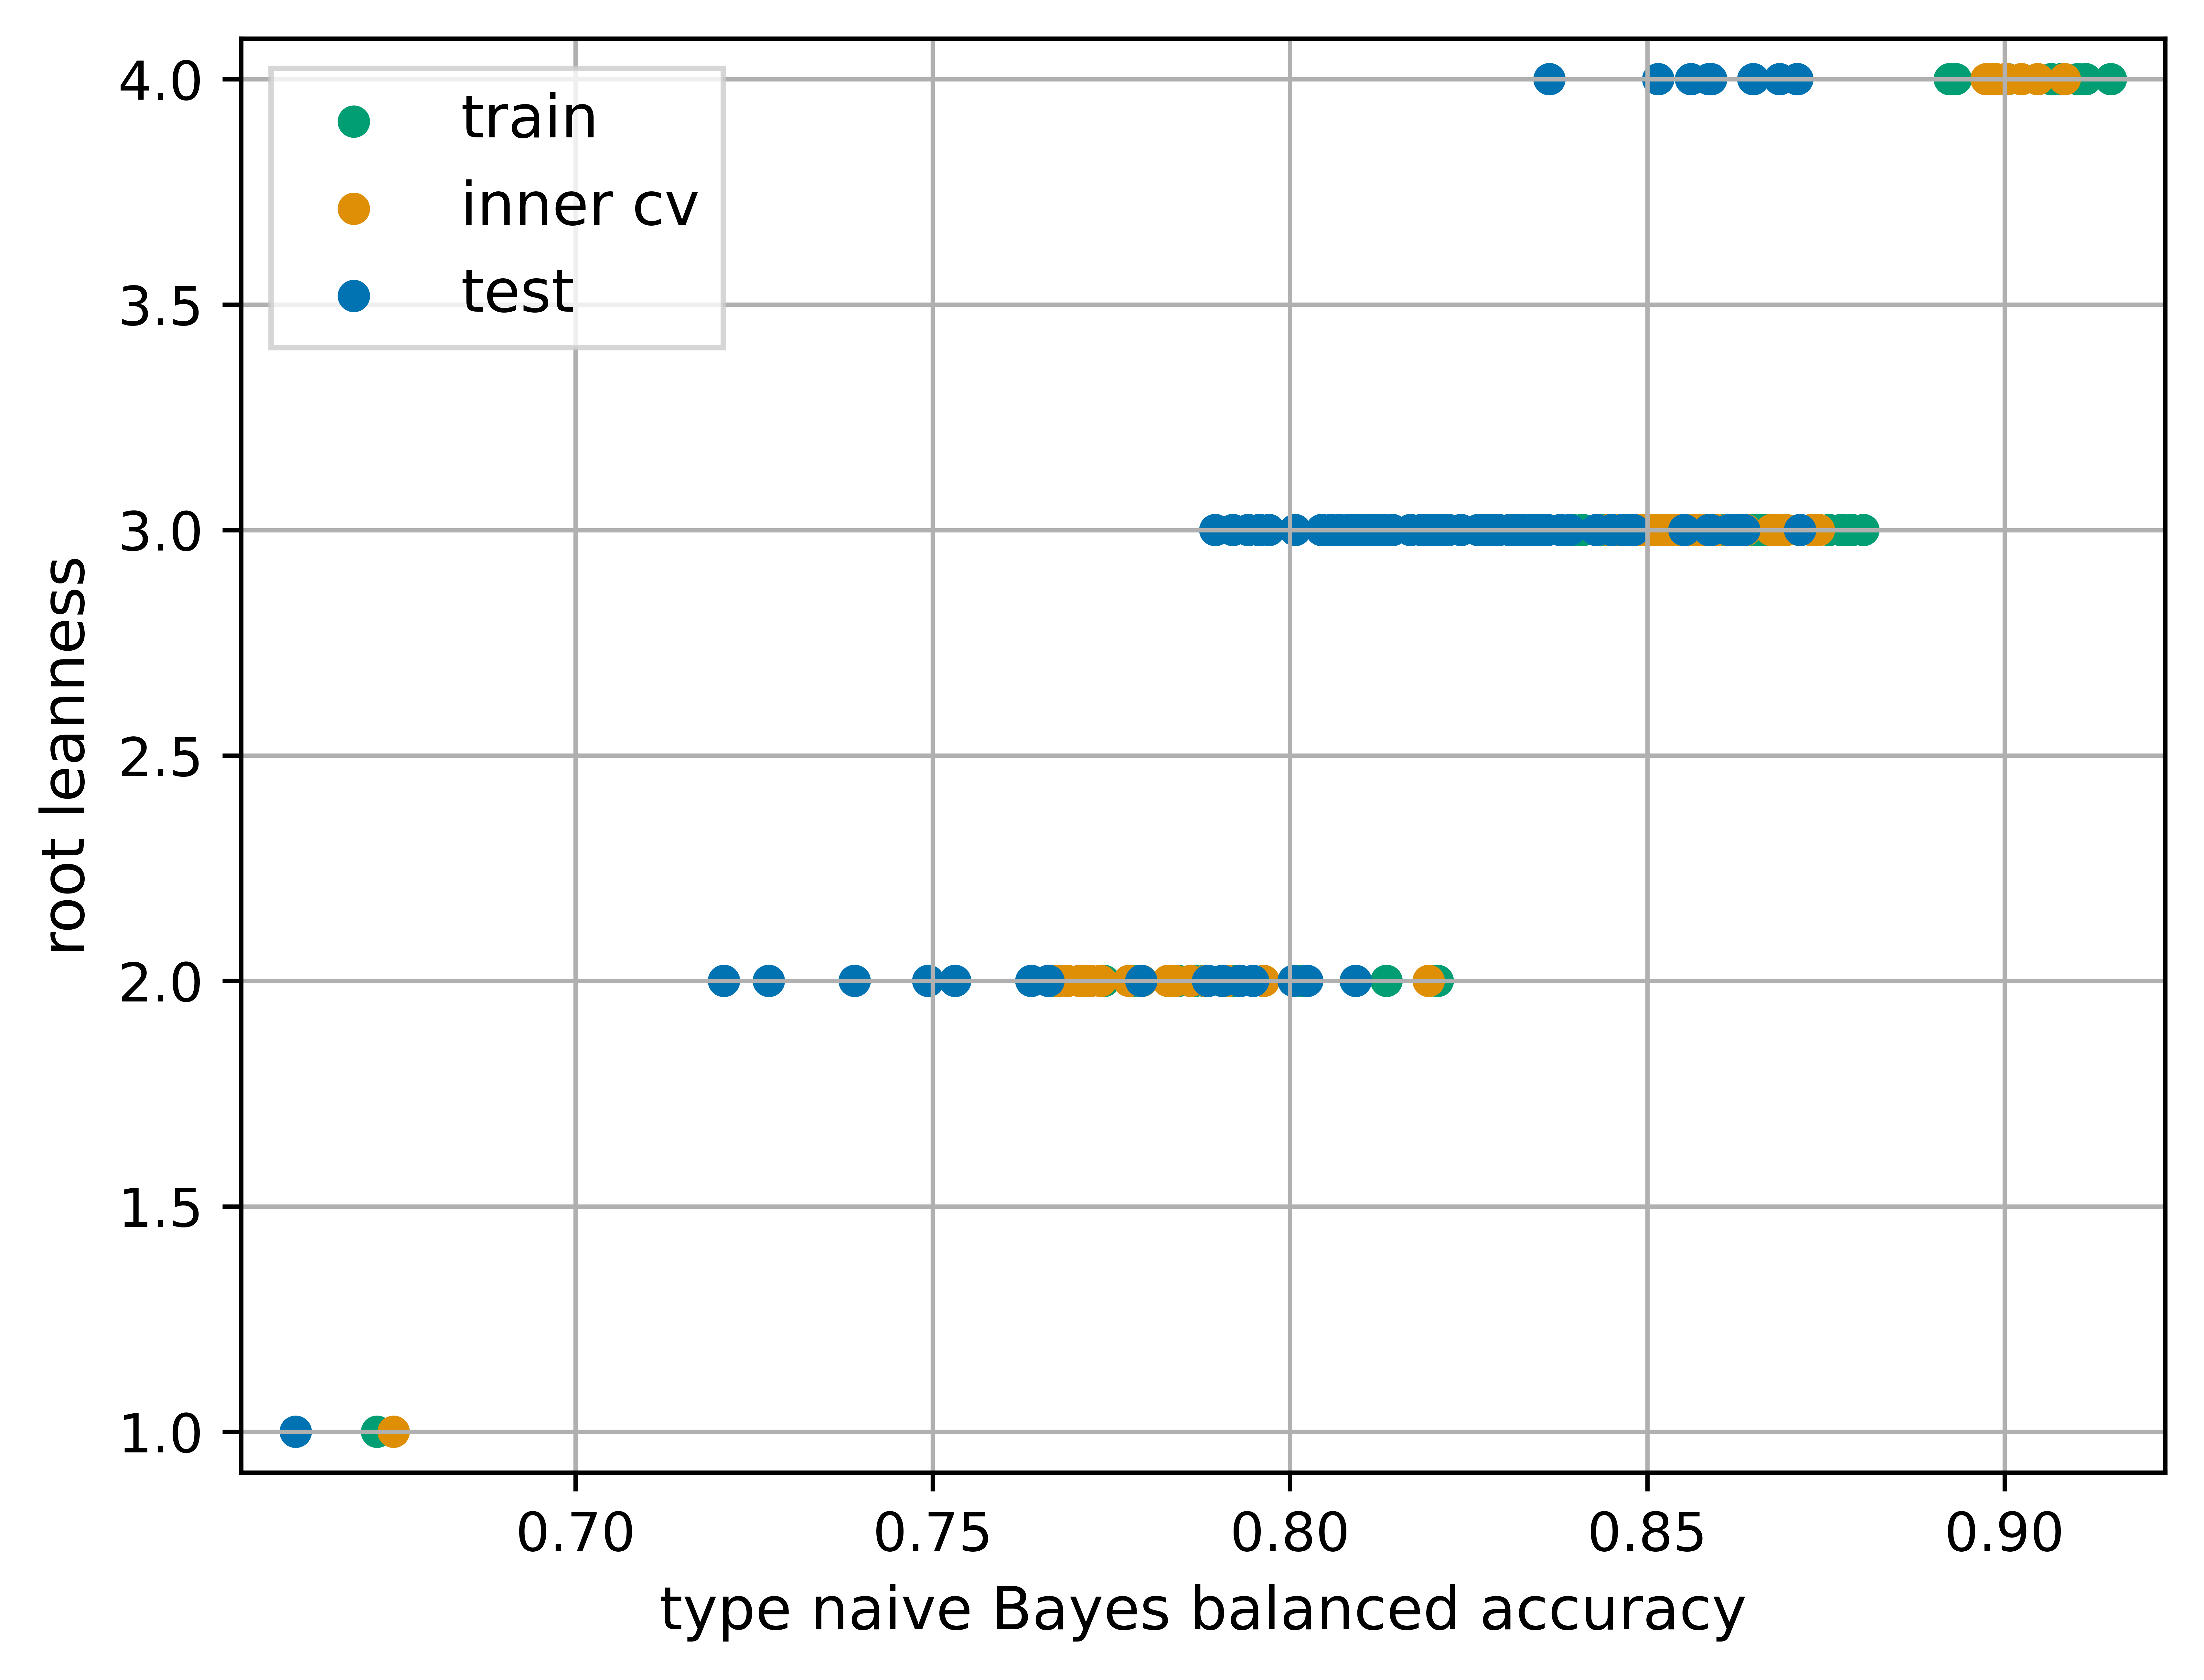 train
inner cv
test
4.0
3.5
3.0
2.5
2.0
1.5
1.0
root leanness
0.70 0.75 0.80 0.85 0.90
type naive Bayes balanced accuracy